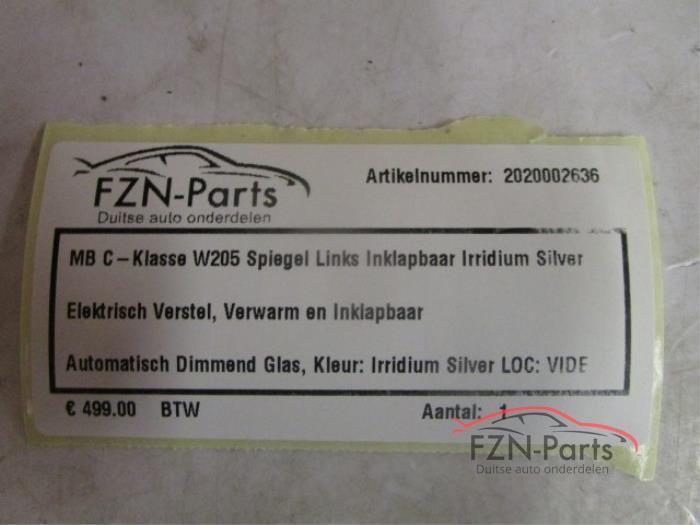 FZN-Parts
Duitse auto onderdelen
Artikelnummer: 2020002636
MB C-Klasse W205 Spiegel Links Inklapbaar Irridium Silver
Elektrisch Verstel, Verwarm en Inklapbaar
Automatisch Dimmend Glas, Kleur: Irridium Silver LOC: VIDE
€ 499.00 BTW
Aantal: 1
FZN-Parts
Duitse auto onderdelen